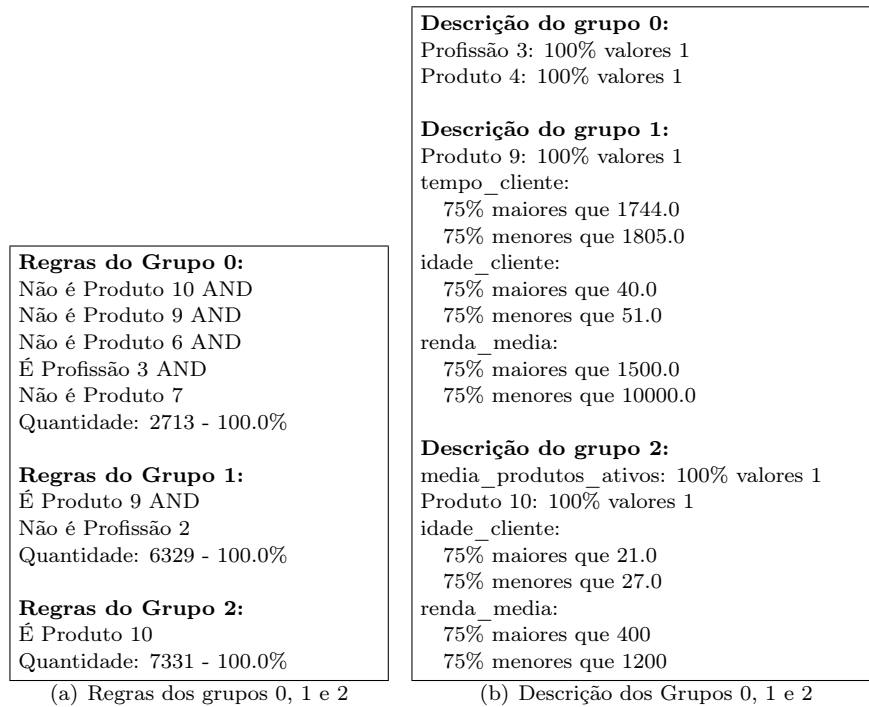 Regras do Grupo 0:
Não é Produto 10 AND
Não é Produto 9 AND
Não é Produto 6 AND
É Profissão 3 AND
Não é Produto 7
Quantidade: 2713 - 100.0%
Regras do Grupo 1:
É Produto 9 AND
Não é Profissão 2
Quantidade: 6329 - 100.0%
Regras do Grupo 2:
É Produto 10
Quantidade: 7331 - 100.0%
(a) Regras dos grupos 0, 1 e 2
Descrição do grupo 0:
Profissão 3: 100% valores 1
Produto 4: 100% valores 1
Descrição do grupo 1:
Produto 9: 100% valores 1
tempo_cliente:
75% maiores que 1744.0
75% menores que 1805.0
idade_cliente:
75% maiores que 40.0
75% menores que 51.0
renda_media:
75% maiores que 1500.0
75% menores que 10000.0
Descrição do grupo 2:
media_produtos_ativos: 100% valores 1
Produto 10: 100% valores 1
idade_cliente:
75% maiores que 21.0
75% menores que 27.0
renda_media:
75% maiores que 400
75% menores que 1200
(b) Descrição dos Grupos 0, 1 e 2